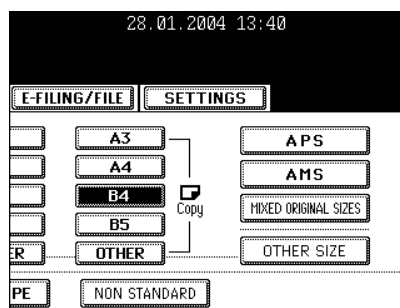 28.01.2004 13:40
E-FILING/FILE SETTINGS
A3 APS
A4 AMS
B4
Copy MIXED ORIGINAL SIZES
B5
ER OTHER OTHER SIZE
PE NON STANDARD